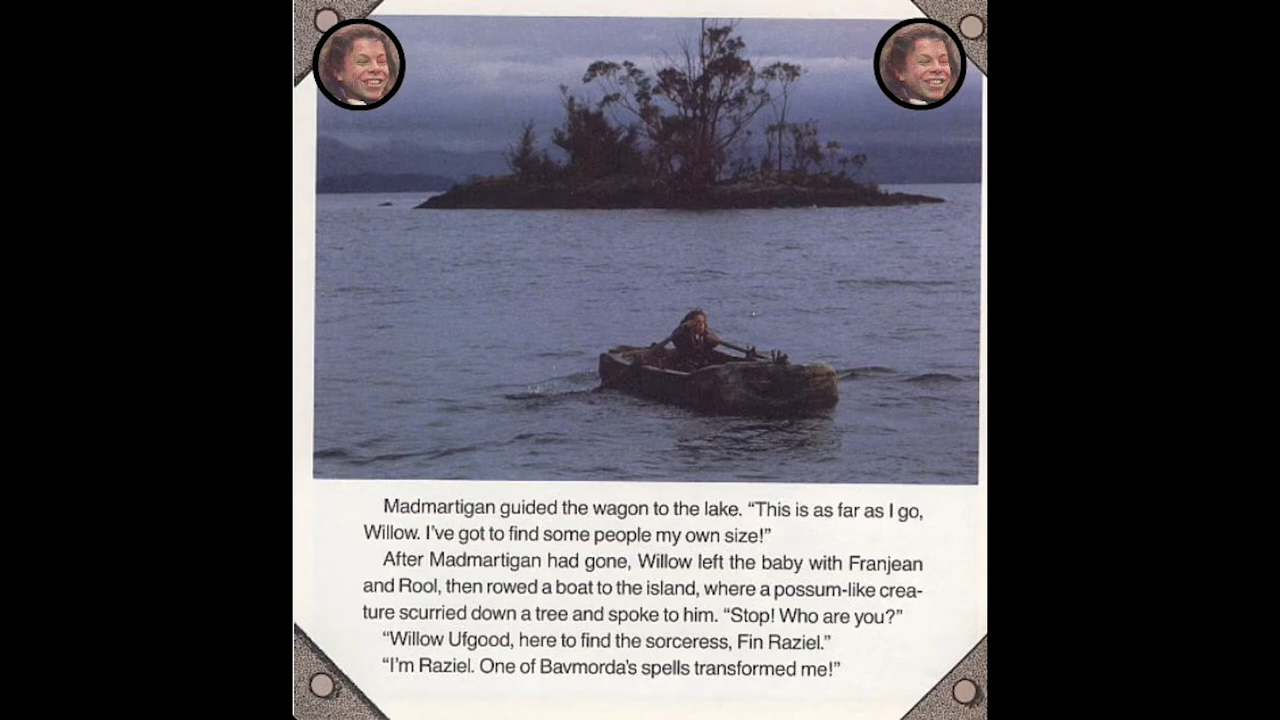 Madmartigan guided the wagon to the lake. “This is as far as I go,
Willow. I’ve got to find some people my own size!”
After Madmartigan had gone, Willow left the baby with Franjean
and Rool, then rowed a boat to the island, where a possum-like crea-
ture scurried down a tree and spoke to him. “Stop! Who are you?”
“Willow Ufgood, here to find the sorceress, Fin Raziel.”
“I’m Raziel. One of Bavmorda’s spells transformed me!”